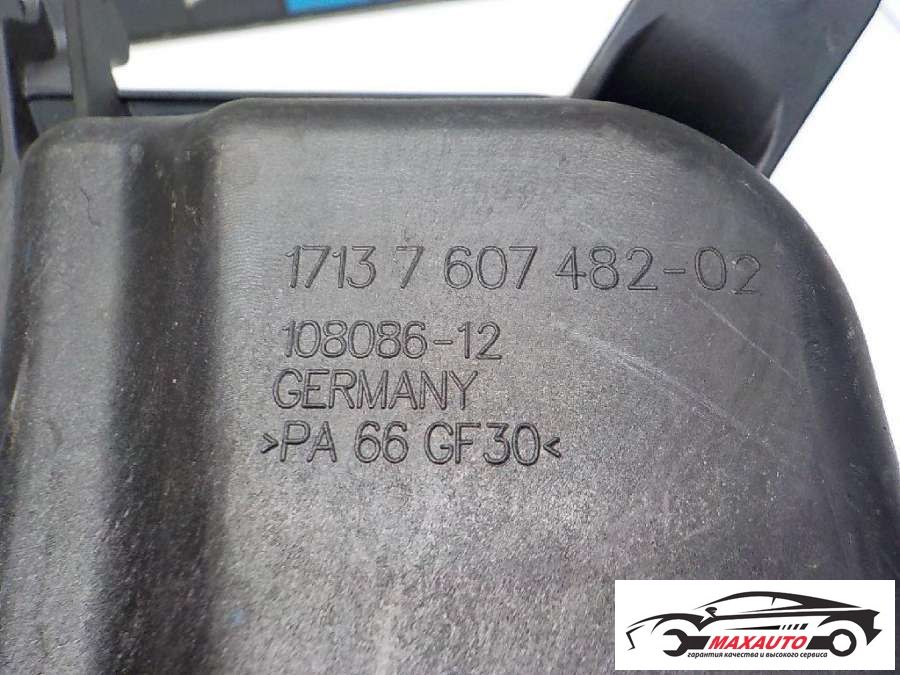 1713 7 607 482-02
108086-12
GERMANY
>PA 66 GF30<
MAXAUTO
гарантия качества и высокого сервиса